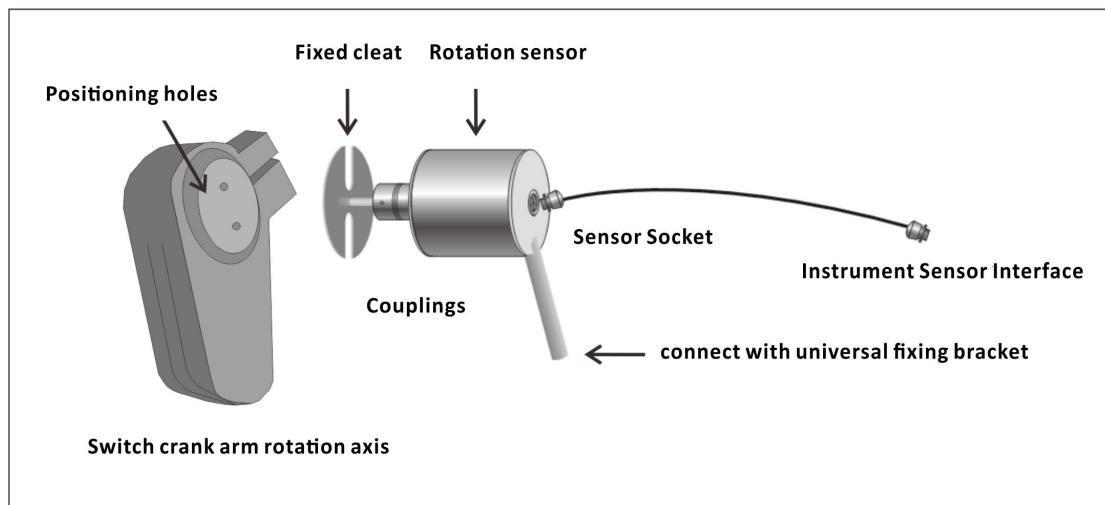 Fixed cleat
Rotation sensor
Positioning holes
Sensor Socket
Instrument Sensor Interface
Couplings
connect with universal fixing bracket
Switch crank arm rotation axis